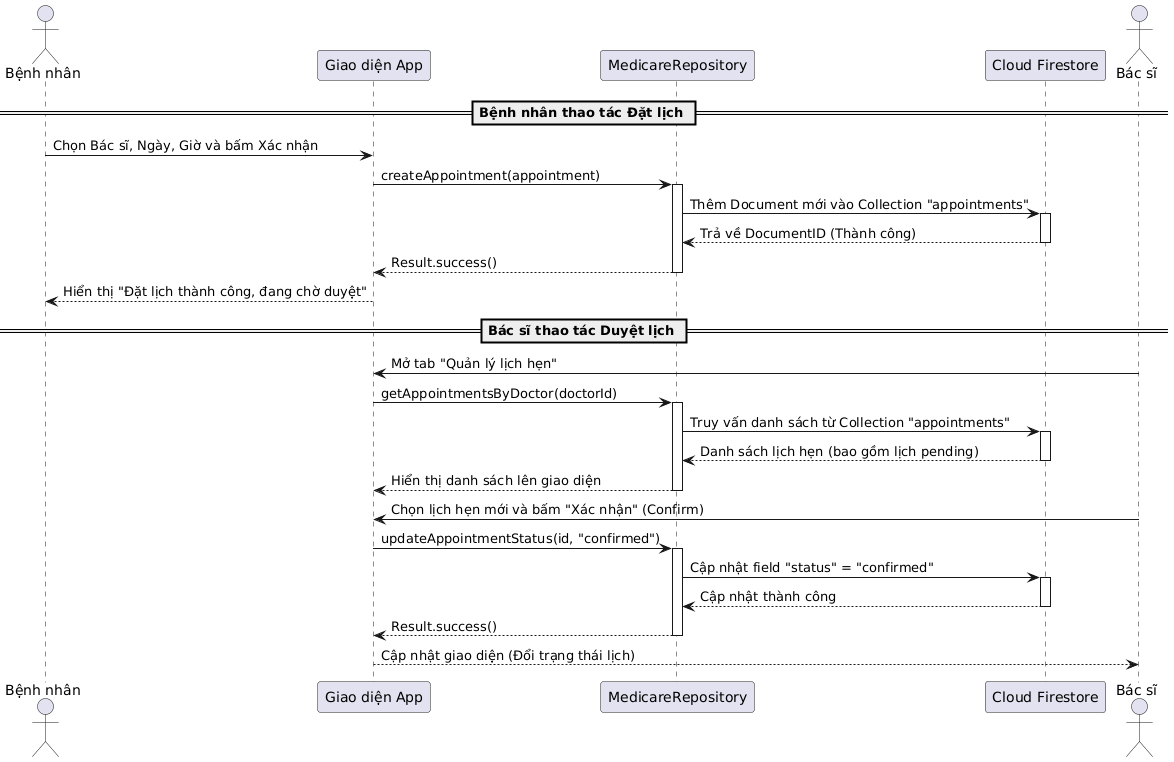 Bệnh nhân
Bác sĩ
Giao diện App
MedicareRepository
Cloud Firestore
Bệnh nhân thao tác Đặt lịch
Chọn Bác sĩ, Ngày, Giờ và bấm Xác nhận
createAppointment(appointment)
Thêm Document mới vào Collection "appointments"
Trả về DocumentID (Thành công)
Result.success()
Hiển thị "Đặt lịch thành công, đang chờ duyệt"
Bác sĩ thao tác Duyệt lịch
Mở tab "Quản lý lịch hẹn"
getAppointmentsByDoctor(doctorId)
Truy vấn danh sách từ Collection "appointments"
Danh sách lịch hẹn (bao gồm lịch pending)
Hiển thị danh sách lên giao diện
Chọn lịch hẹn mới và bấm "Xác nhận" (Confirm)
updateAppointmentStatus(id, "confirmed")
Cập nhật field "status" = "confirmed"
Cập nhật thành công
Result.success()
Cập nhật giao diện (Đổi trạng thái lịch)
Bệnh nhân
Giao diện App
MedicareRepository
Cloud Firestore
Bác sĩ